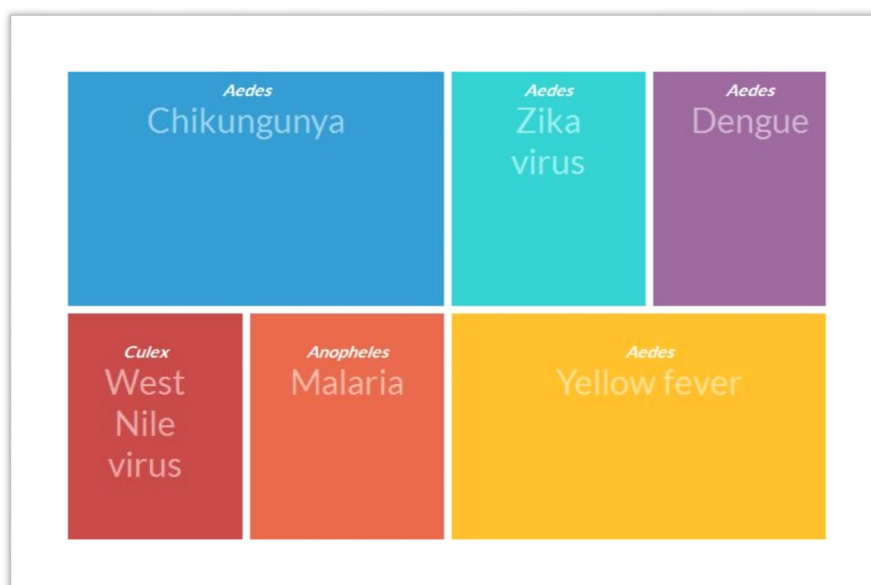 Aedes
Chikungunya
Aedes
Zika
virus
Aedes
Dengue
Culex
West
Nile
virus
Anopheles
Malaria
Aedes
Yellow fever